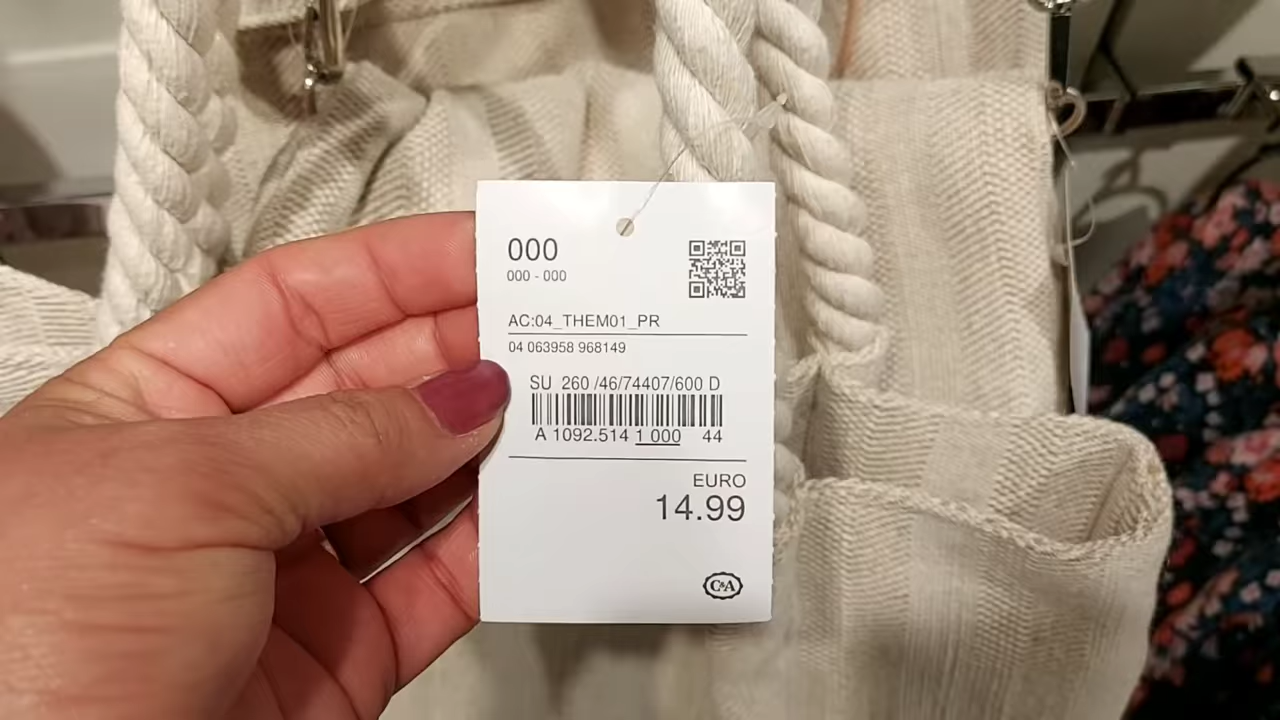 000
000 - 000
AC:04_THEM01_PR
04 063958 968149
SU 260 /46/74407/600 D
A 1092.514 1 000 44
EURO
14.99
C&A